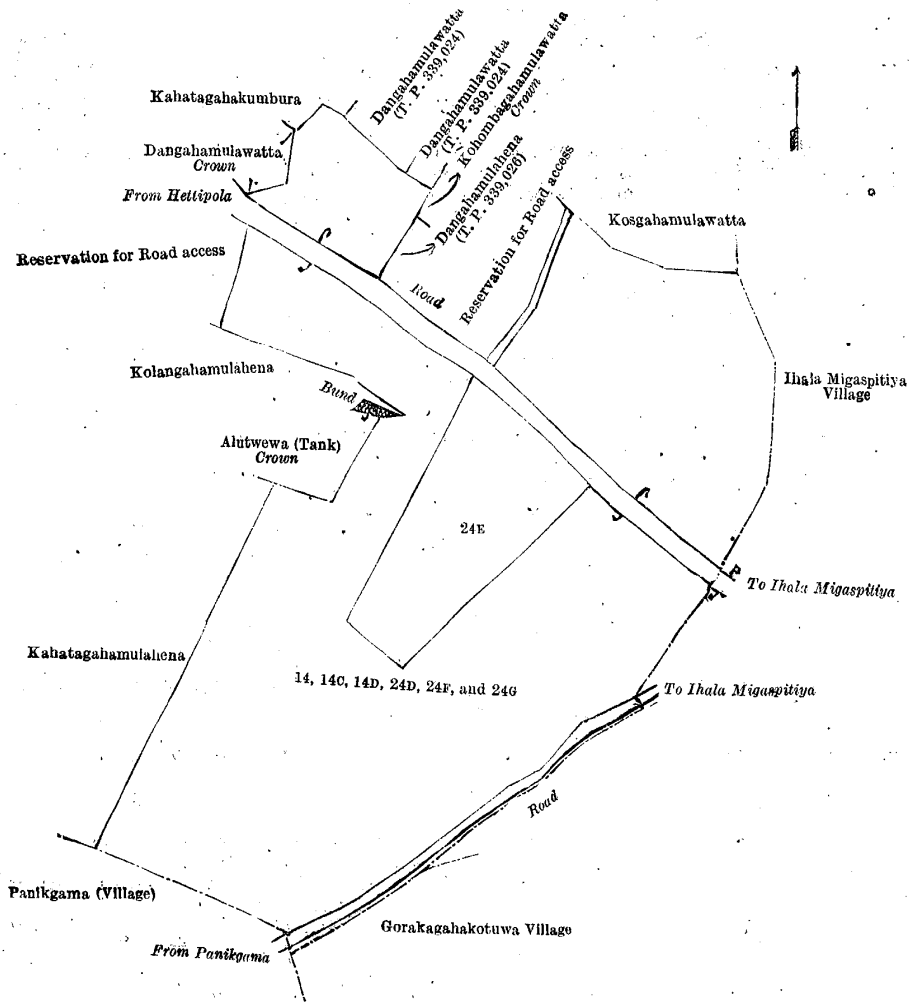 Dangahamulawatta
(T. P. 339,024)
Dangahamulawatta
(T. P. 339.024)
Kohombagahamulawatta
Crown
Kahatagahakumbura
Dangahamulawatta
Crown
From Hettipola
Dangahamulahena
(T. P. 339,026)
Reservation for Road access
Kosgahamulawatta
Reservation for Road access
Road
Kolangahamulahena
Bund
Ihala Migaspitiya
Village
Alutwewa (Tank)
Crown
24E
To Ihala Migaspitiya
Kahatagahamulahena
14, 14C, 14D, 24D, 24F, and 24G
To Ihala Migaspitiya
Road
Panikgama (Village)
Gorakagahakotuwa Village
From Panikgama